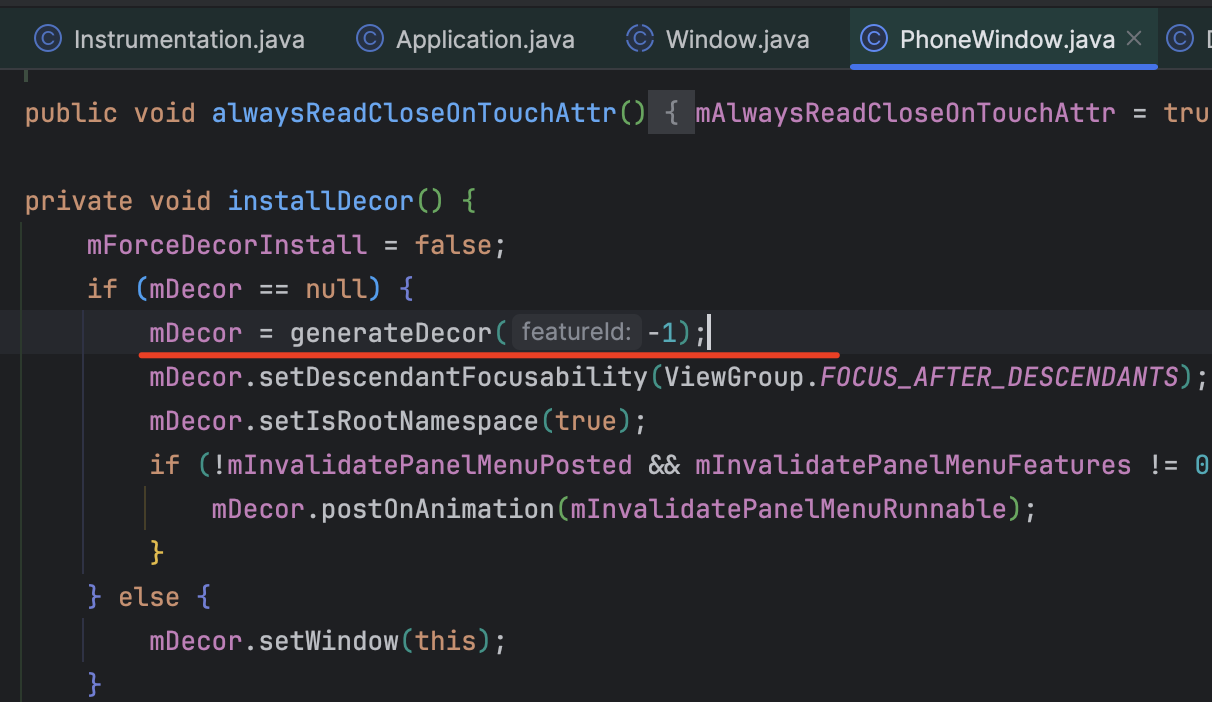 Instrumentation.java Application.java Window.java PhoneWindow.java
public void alwaysReadCloseOnTouchAttr() { mAlwaysReadCloseOnTouchAttr = tru
private void installDecor() {
mForceDecorInstall = false;
if (mDecor == null) {
mDecor = generateDecor( featureId: -1);
mDecor.setDescendantFocusability(ViewGroup.FOCUS_AFTER_DESCENDANTS);
mDecor.setIsRootNamespace(true);
if (!mInvalidatePanelMenuPosted && mInvalidatePanelMenuFeatures != 0
mDecor.postOnAnimation(mInvalidatePanelMenuRunnable);
}
} else {
mDecor.setWindow(this);
}